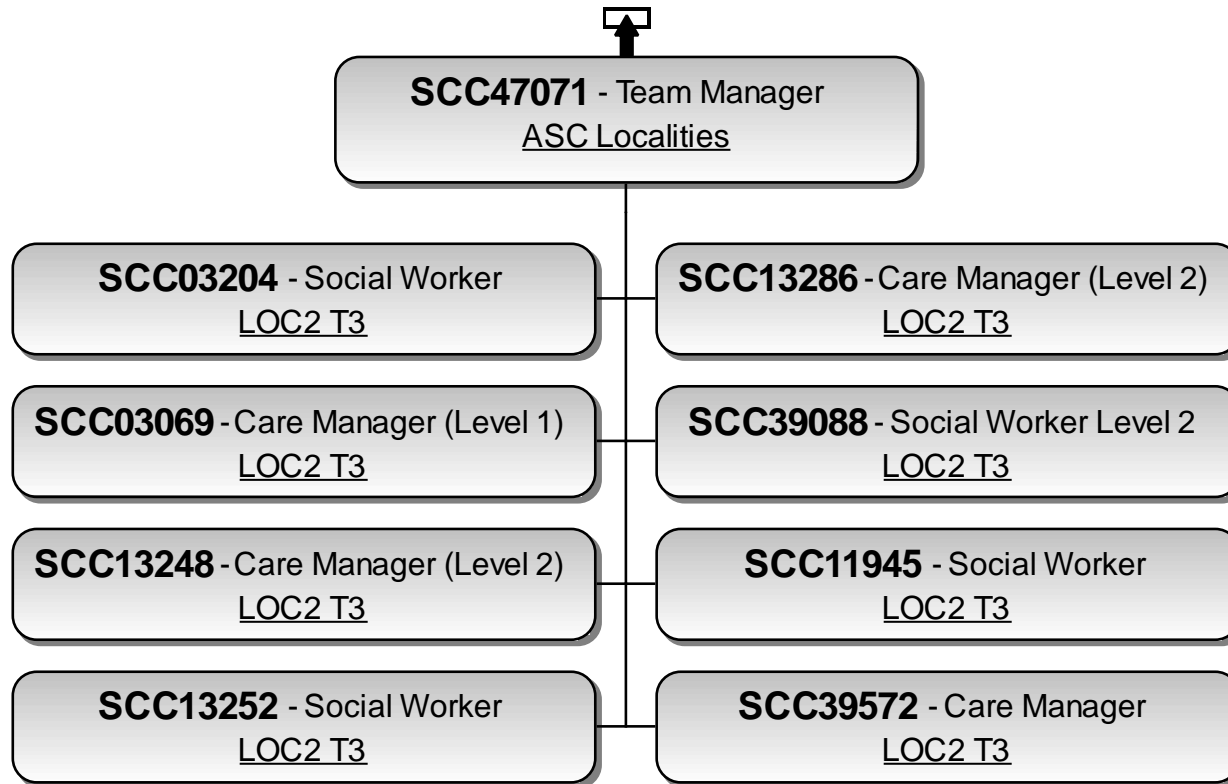 SCC47071 - Team Manager
ASC Localities
SCC03204 - Social Worker
LOC2 T3
SCC13286 - Care Manager (Level 2)
LOC2 T3
SCC03069 - Care Manager (Level 1)
LOC2 T3
SCC39088 - Social Worker Level 2
LOC2 T3
SCC13248 - Care Manager (Level 2)
LOC2 T3
SCC11945 - Social Worker
LOC2 T3
SCC13252 - Social Worker
LOC2 T3
SCC39572 - Care Manager
LOC2 T3